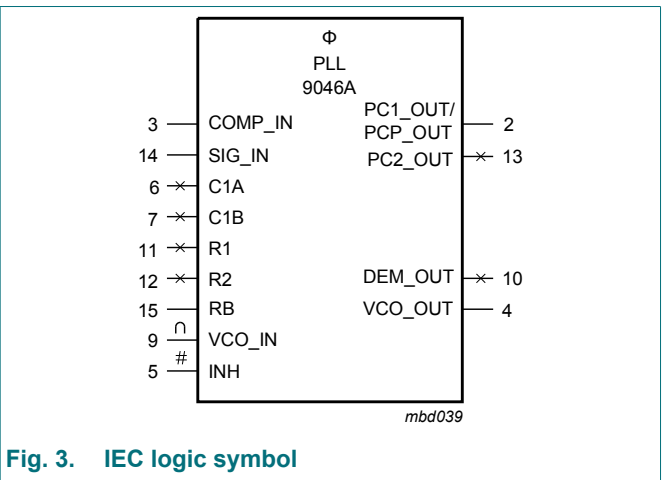 Φ
PLL
9046A
3 COMP_IN
14 SIG_IN
6 C1A
7 C1B
11 R1
12 R2
15 RB
9 ∩ VCO_IN
5 # INH
PC1_OUT/
PCP_OUT 2
PC2_OUT 13
DEM_OUT 10
VCO_OUT 4
mbd039
Fig. 3. IEC logic symbol